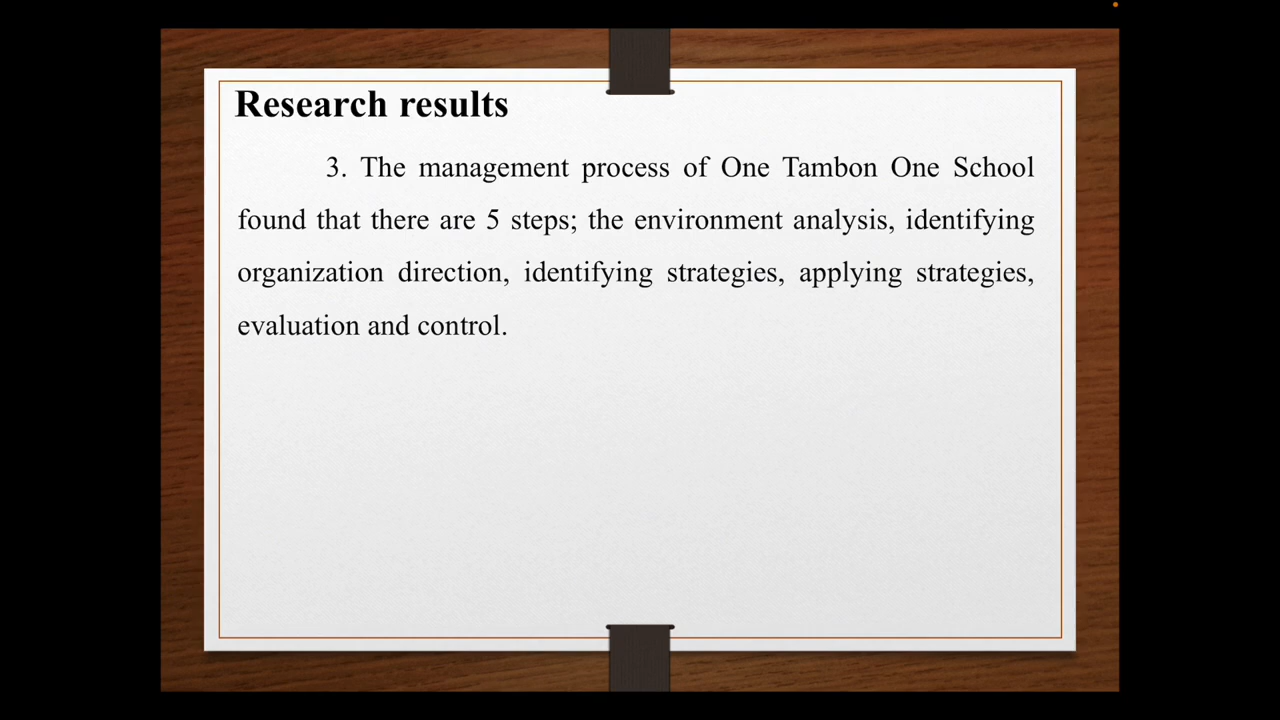 Research results
3. The management process of One Tambon One School
found that there are 5 steps; the environment analysis, identifying
organization direction, identifying strategies, applying strategies,
evaluation and control.